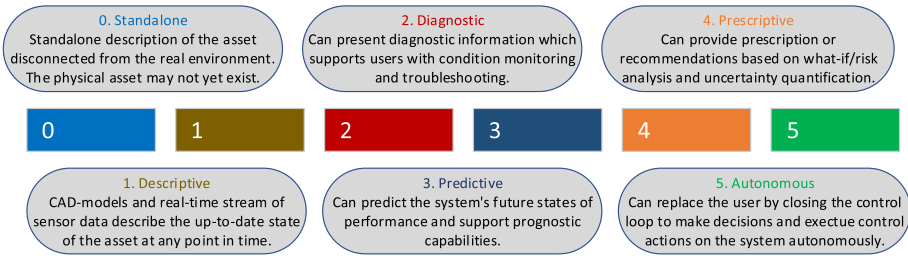 0. Standalone
Standalone description of the asset
disconnected from the real environment.
The physical asset may not yet exist.
2. Diagnostic
Can present diagnostic information which
supports users with condition monitoring
and troubleshooting.
4. Prescriptive
Can provide prescription or
recommendations based on what-if/risk
analysis and uncertainty quantification.
0
1
2
3
4
5
1. Descriptive
CAD-models and real-time stream of
sensor data describe the up-to-date state
of the asset at any point in time.
3. Predictive
Can predict the system's future states of
performance and support prognostic
capabilities.
5. Autonomous
Can replace the user by closing the control
loop to make decisions and exectue control
actions on the system autonomously.